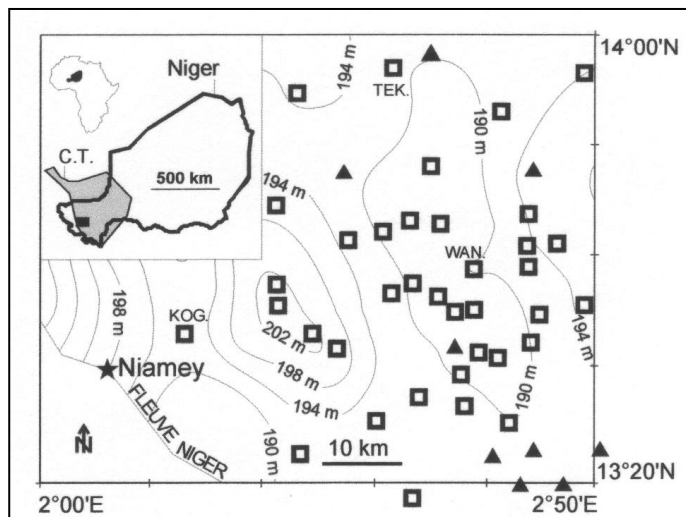 14°00'N
194 m
Niger
TEK.
190 m
C.T.
500 km
194 m
WAN.
198 m
KOG.
202 m
194 m
Niamey
198 m
190 m
194 m
FLEUVE NIGER
190 m
10 km
N
13°20'N
2°00'E
2°50'E